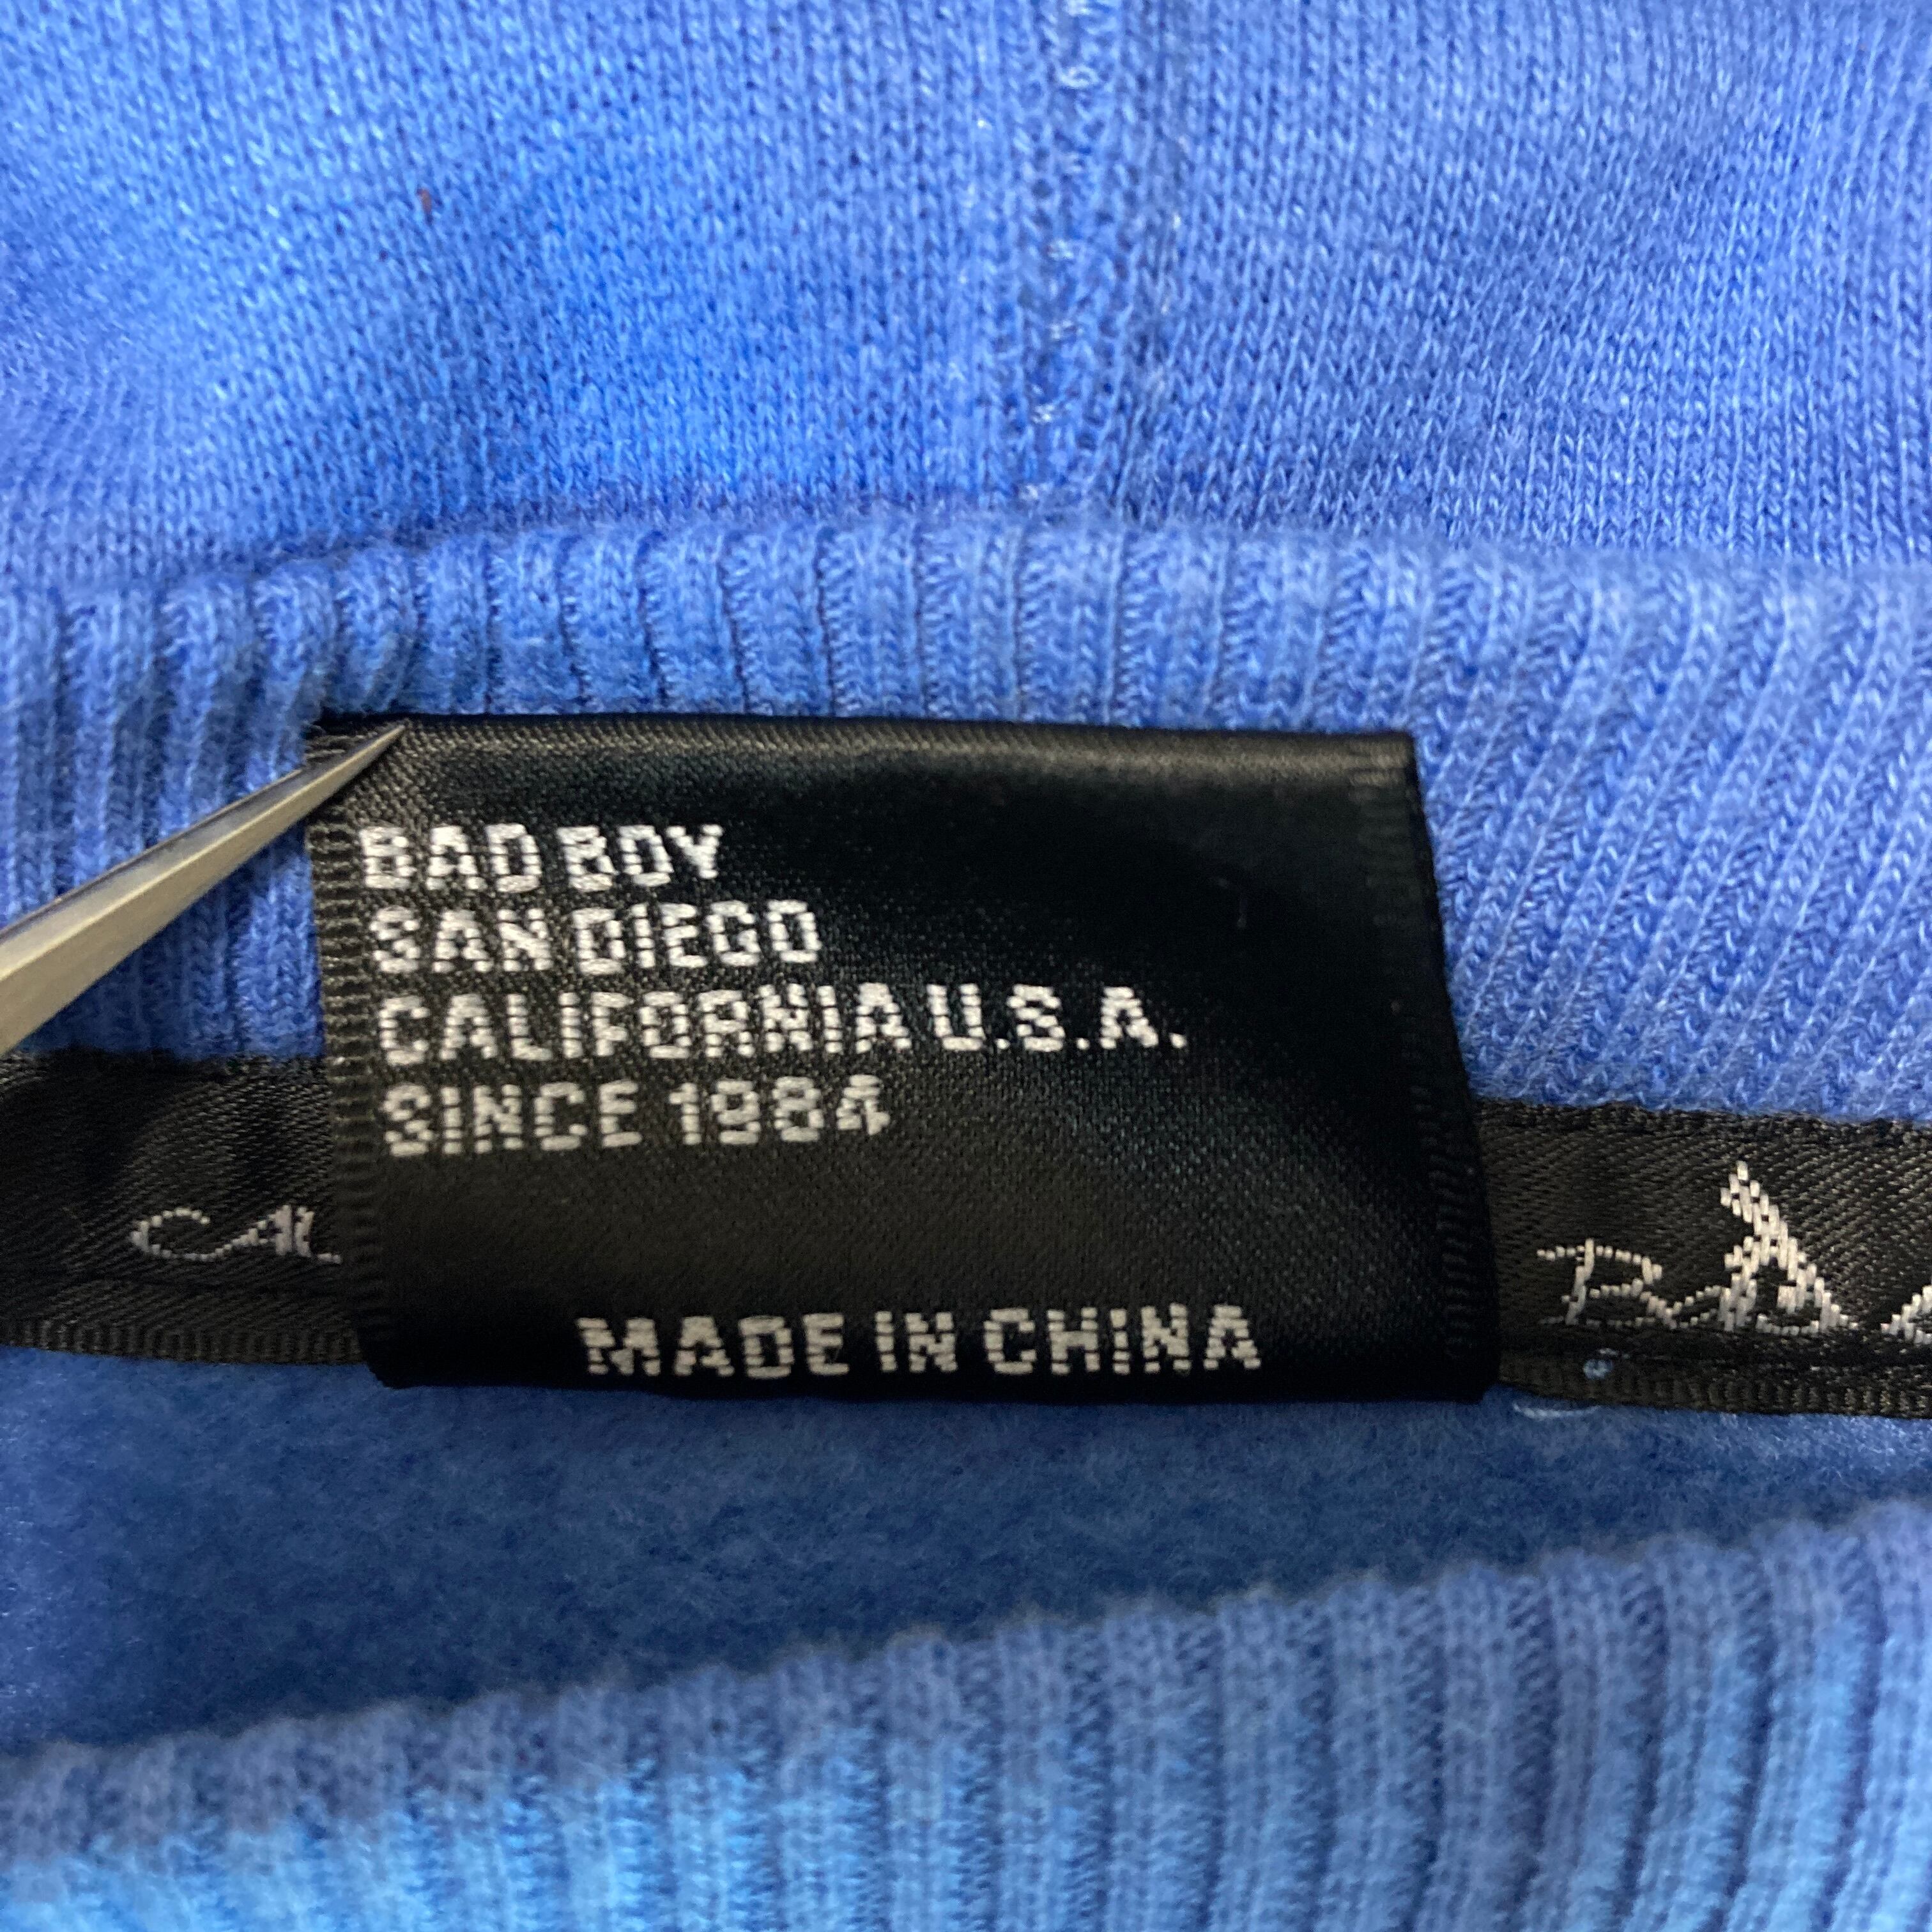 BAD BOY
SAN DIEGO
CALIFORNIA U.S.A.
SINCE 1984
MADE IN CHINA